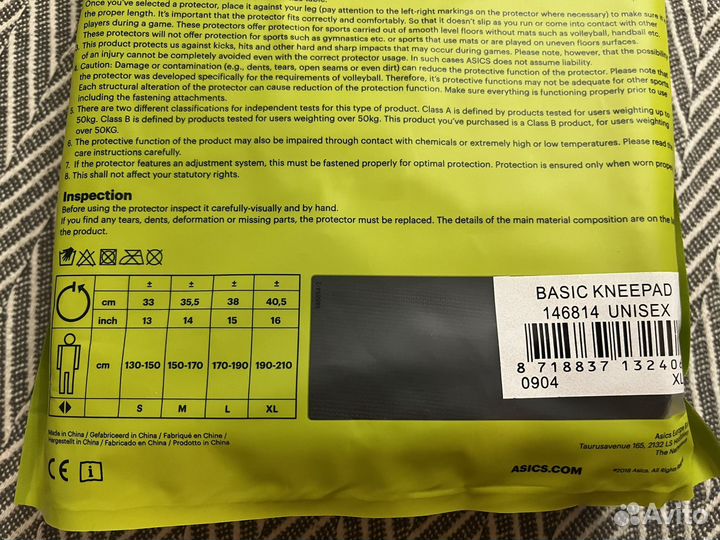 Once you've selected a protector, place it against your leg (pay attention to the left-right markings on the protector where necessary) to make sure it is
the proper length. It's important that the protector fits correctly and comfortably. So that it doesn't slip as you run or come into contact with other
players during a game. These protectors offer protection for sports carried out of smooth level floors without mats such as volleyball, handball etc.
These protectors will not offer protection for sports such as gymnastics etc. or sports that use mats or are played on uneven floors surfaces.
3. This product protects us against kicks, hits and other hard and sharp impacts that may occur during games. Please note, however, that the possibility
of an injury cannot be completely avoided even with the correct protector usage. In such cases ASICS does not assume liability.
Caution: Damage or contamination (e.g., dents, tears, open seams or even dirt) can reduce the protective function of the protector. Please note that
the protector was developed specifically for the requirements of volleyball. Therefore, it's protective functions may not be adequate for other sports
Each structural alteration of the protector can cause reduction of the protection function. Make sure everything is functioning properly prior to use
including the fastening attachments.
5. There are two different classifications for independent tests for this type of product. Class A is defined by products tested for users weighting up to
50kg. Class B is defined by products tested for users weighting over 50kg. This product you've purchased is a Class B product, for users weighting
over 50KG.
6. The protective function of the product may also be impaired through contact with chemicals or extremely high or low temperatures. Please read the
care instructions carefully.
7. If the protector features an adjustment system, this must be fastened properly for optimal protection. Protection is ensured only when worn prope
8. This shall not affect your statutory rights.
Inspection
Before using the protector inspect it carefully-visually and by hand.
If you find any tears, dents, deformation or missing parts, the protector must be replaced. The details of the main material composition are on the
the product.
± ± ± ±
cm 33 35,5 38 40,5
inch 13 14 15 16
cm 130-150 150-170 170-190 190-210
S M L XL
BASIC KNEEPAD
146814 UNISEX
8 718837 13240
0904 XL
Made in China / Gefabriceerd in China / Fabriqué en Chine /
Hergestellt in China / Fabricado en China / Prodotto in China
CE i
Asics Europe
Taurusavenue 165, 2132 LS
The
ASICS.COM
©2018 Asics. All Rights
Avito